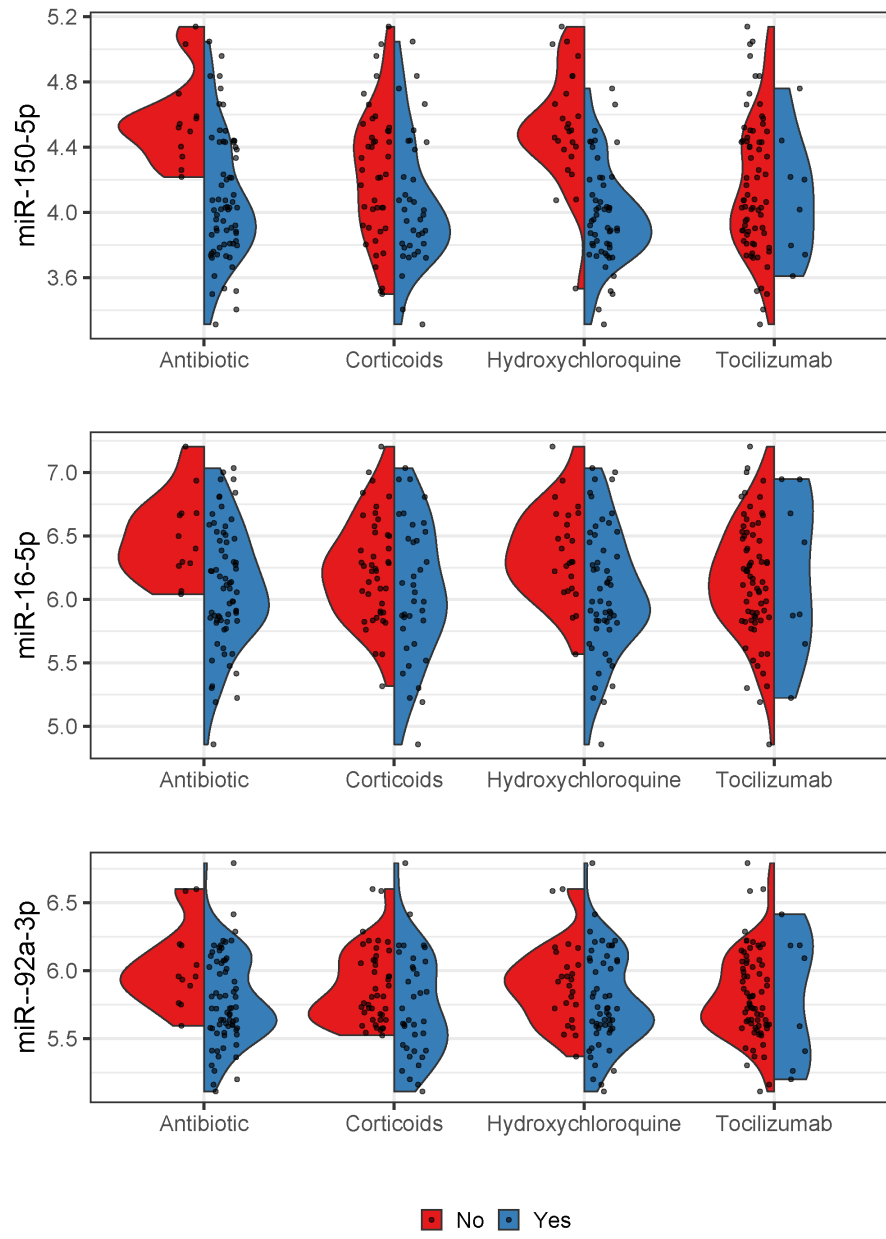 miR-150-5p
5.2
4.8
4.4
4.0
3.6
Antibiotic Corticoids Hydroxychloroquine Tocilizumab
miR-16-5p
7.0
6.5
6.0
5.5
5.0
Antibiotic Corticoids Hydroxychloroquine Tocilizumab
miR--92a-3p
6.5
6.0
5.5
Antibiotic Corticoids Hydroxychloroquine Tocilizumab
No Yes